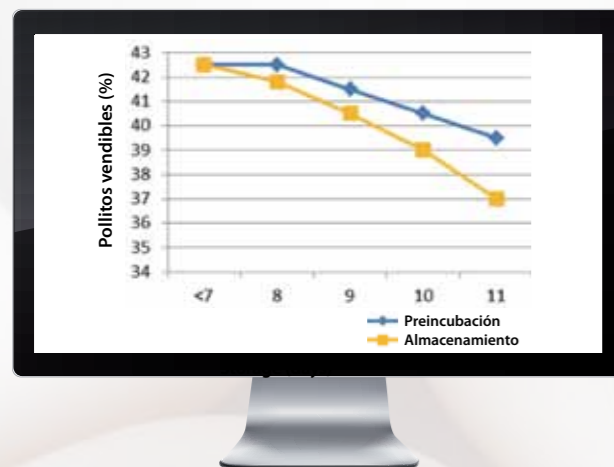 Pollitos vendibles (%)
43
42
41
40
39
38
37
36
35
34
<7 8 9 10 11
Preincubación
Almacenamiento